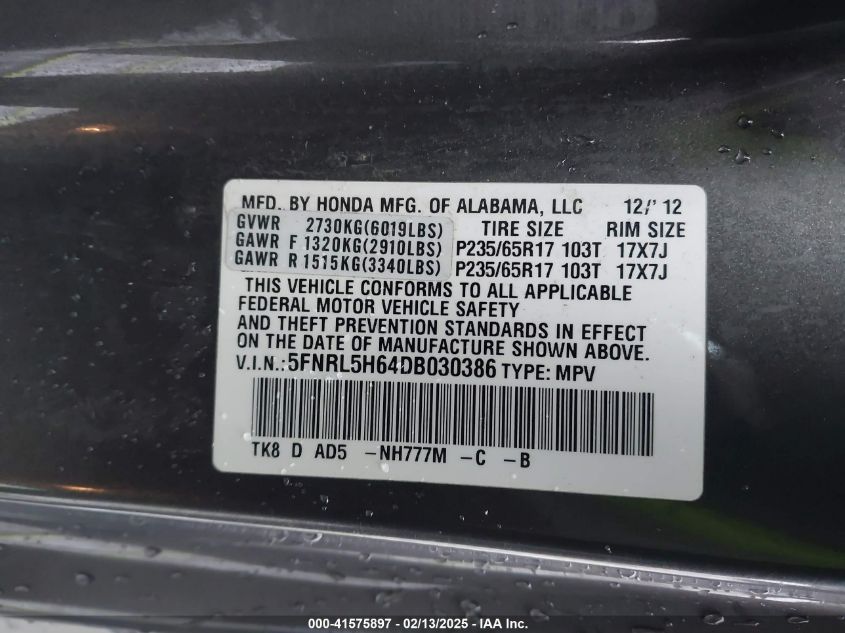 MFD. BY HONDA MFG. OF ALABAMA, LLC 12/'12
GVWR 2730KG(6019LBS) TIRE SIZE RIM SIZE
GAWR F 1320KG(2910LBS) P235/65R17 103T 17X7J
GAWR R 1515KG(3340LBS) P235/65R17 103T 17X7J
THIS VEHICLE CONFORMS TO ALL APPLICABLE
FEDERAL MOTOR VEHICLE SAFETY
AND THEFT PREVENTION STANDARDS IN EFFECT
ON THE DATE OF MANUFACTURE SHOWN ABOVE.
V.I.N.: 5FNRL5H64DB030386 TYPE: MPV
TK8 D AD5 -NH777M -C -B
000-41575897 - 02/13/2025 - IAA Inc.